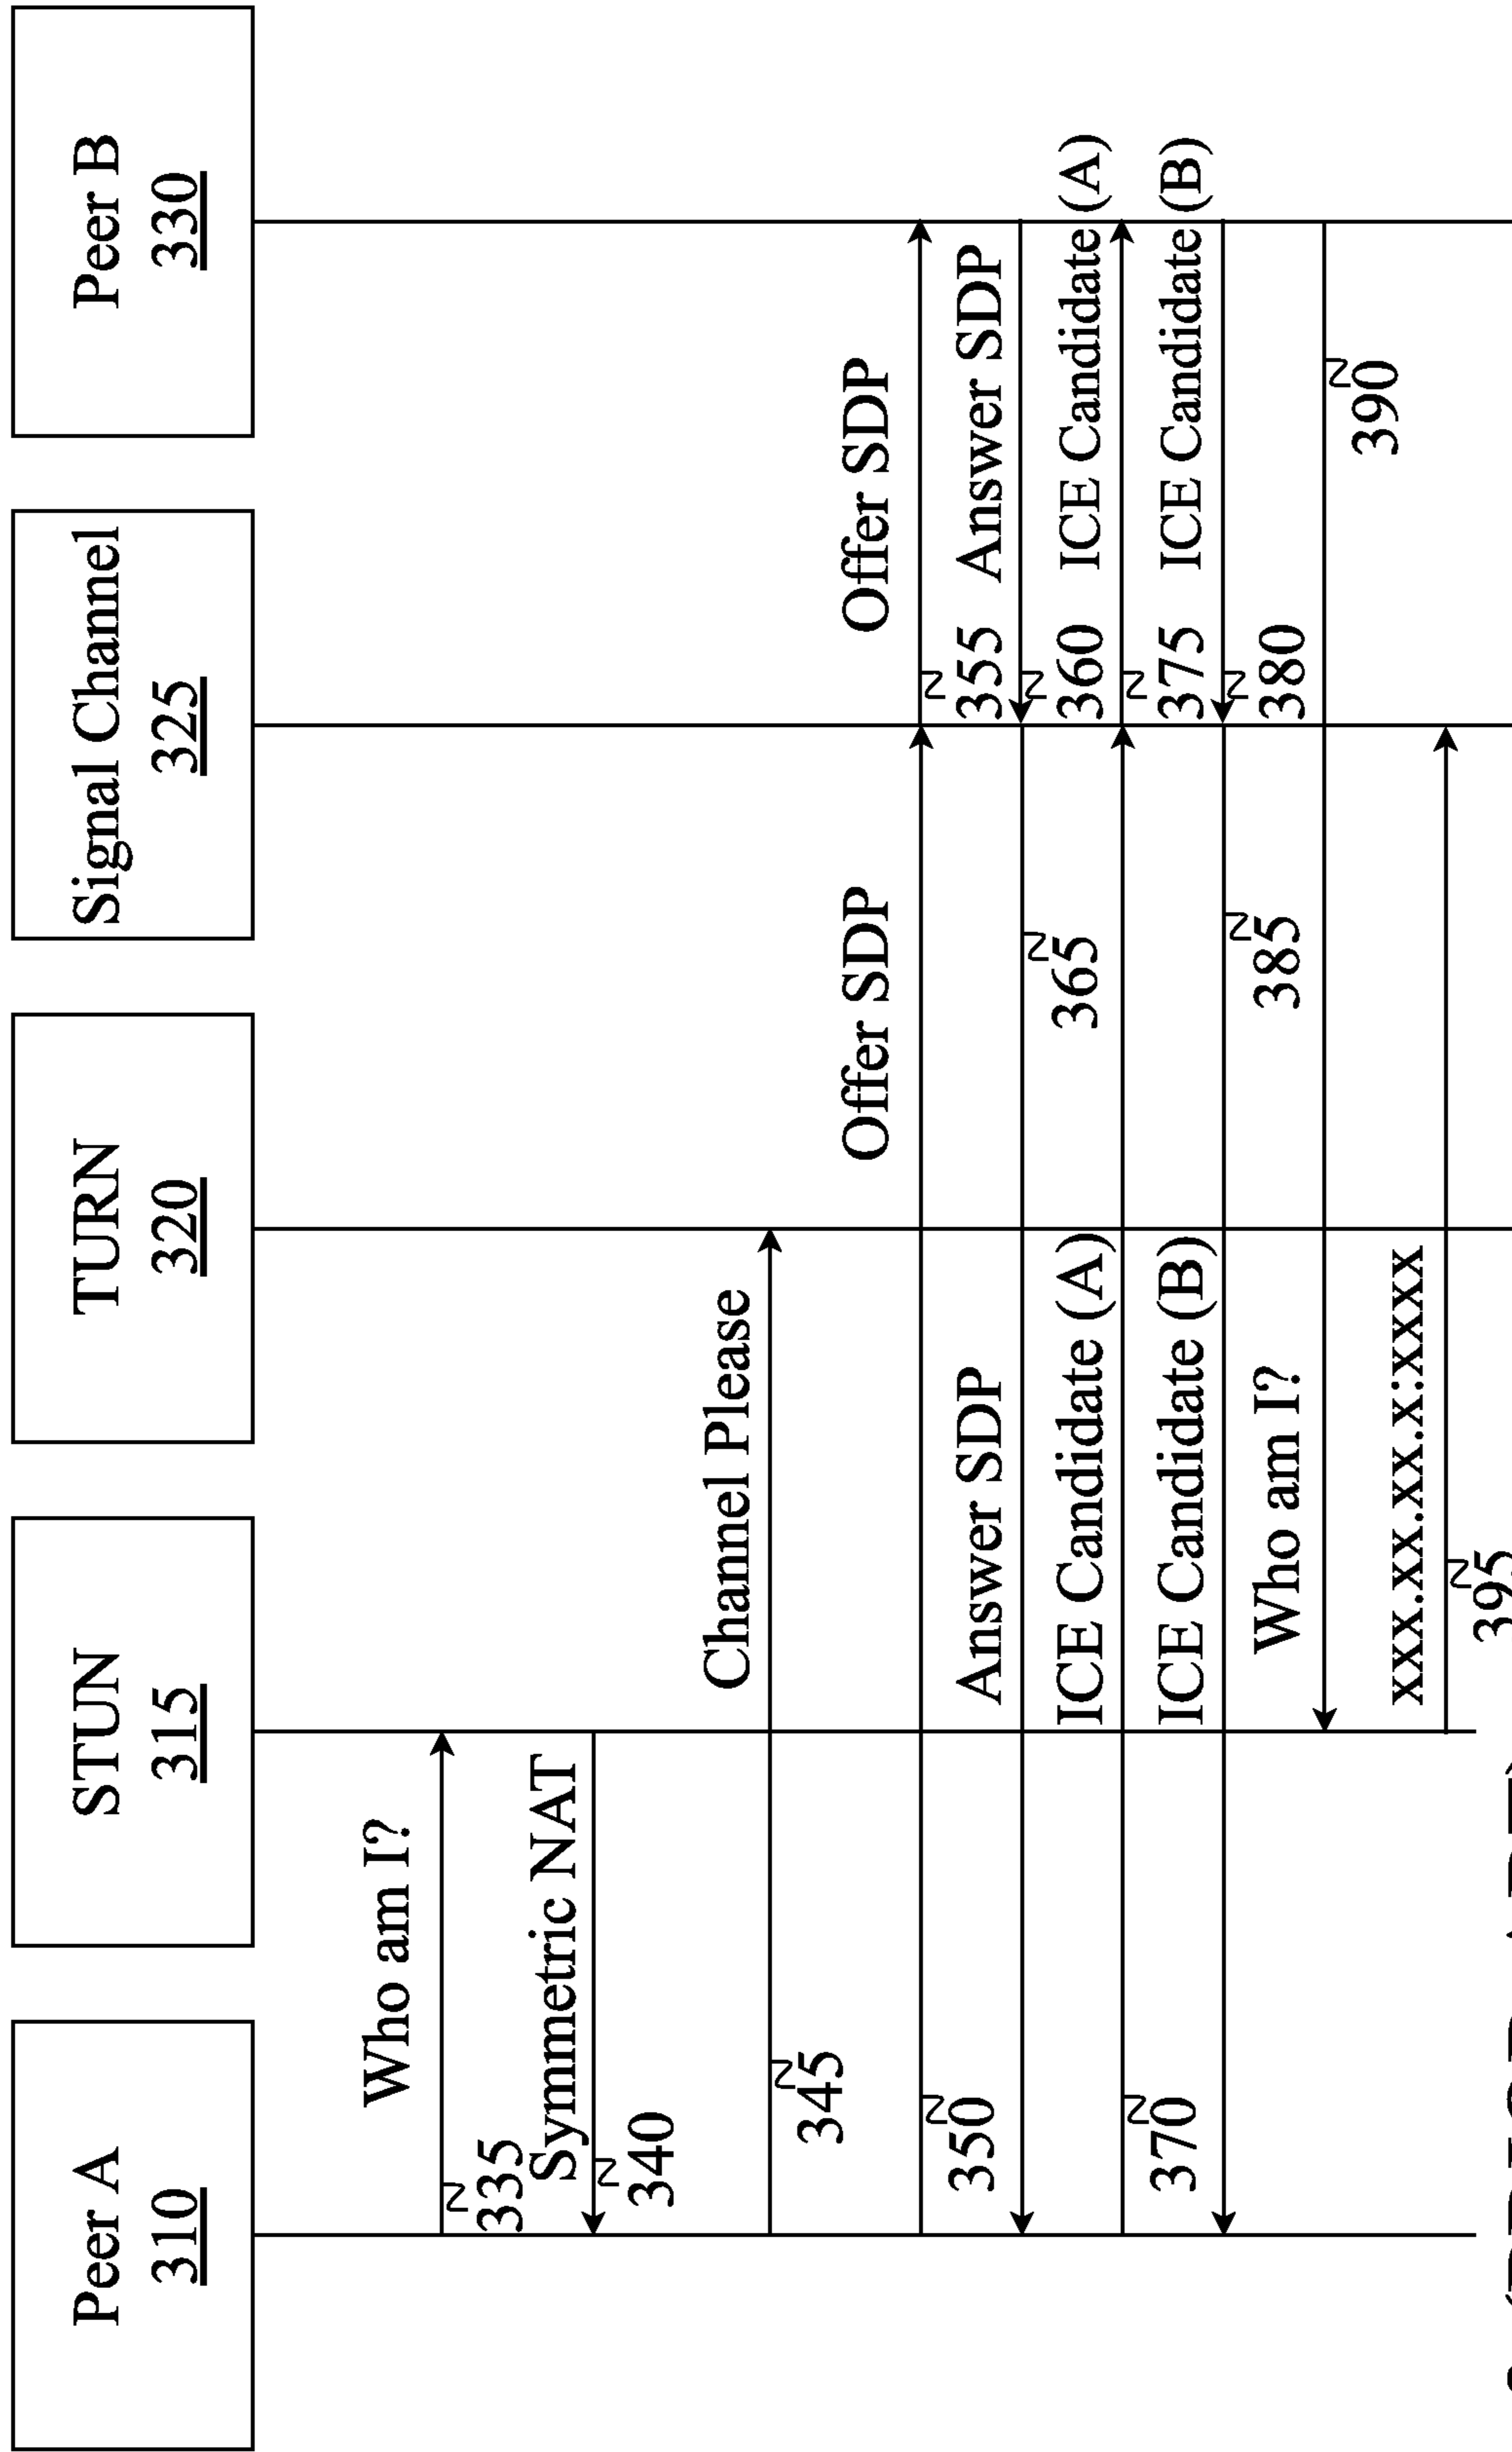 Peer A
310
STUN
315
TURN
320
Signal Channel
325
Peer B
330
Who am I?
335
Symmetric NAT
340
Channel Please
345
Offer SDP
Offer SDP
350
355
Answer SDP
Answer SDP
360
365
ICE Candidate (A)
ICE Candidate (A)
370
375
ICE Candidate (B)
ICE Candidate (B)
380
385
Who am I?
390
xxx.xx.xx.xx.x:xxxx
395